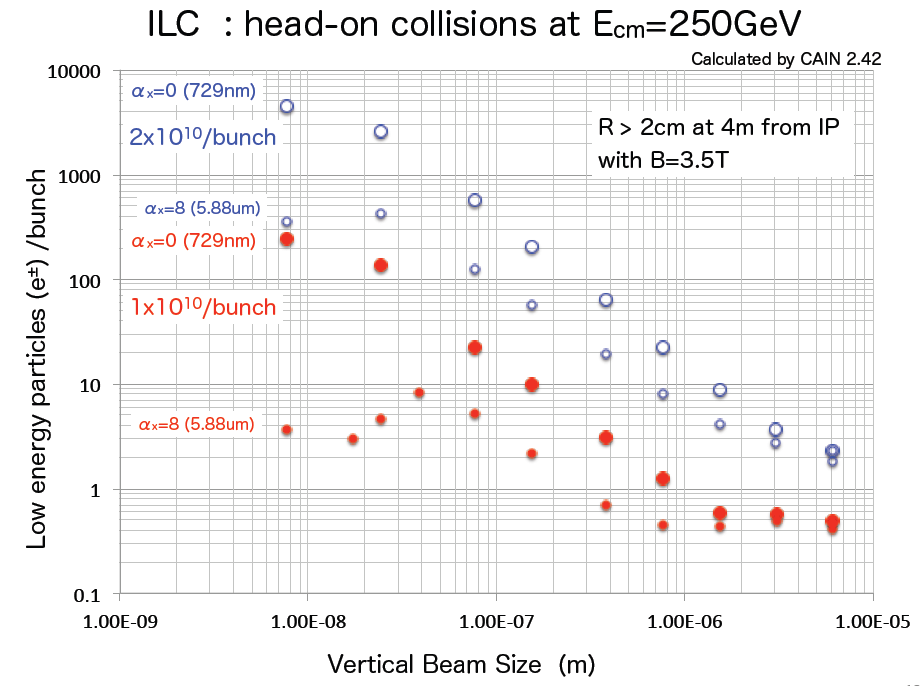 ILC : head-on collisions at Ecm=250GeV
Calculated by CAIN 2.42
10000
1000
100
10
1
0.1
Low energy particles (e±) /bunch
αx=0 (729nm)
2x10¹⁰/bunch
αx=8 (5.88um)
αx=0 (729nm)
1x10¹⁰/bunch
αx=8 (5.88um)
R > 2cm at 4m from IP
with B=3.5T
1.00E-09 1.00E-08 1.00E-07 1.00E-06 1.00E-05
Vertical Beam Size (m)